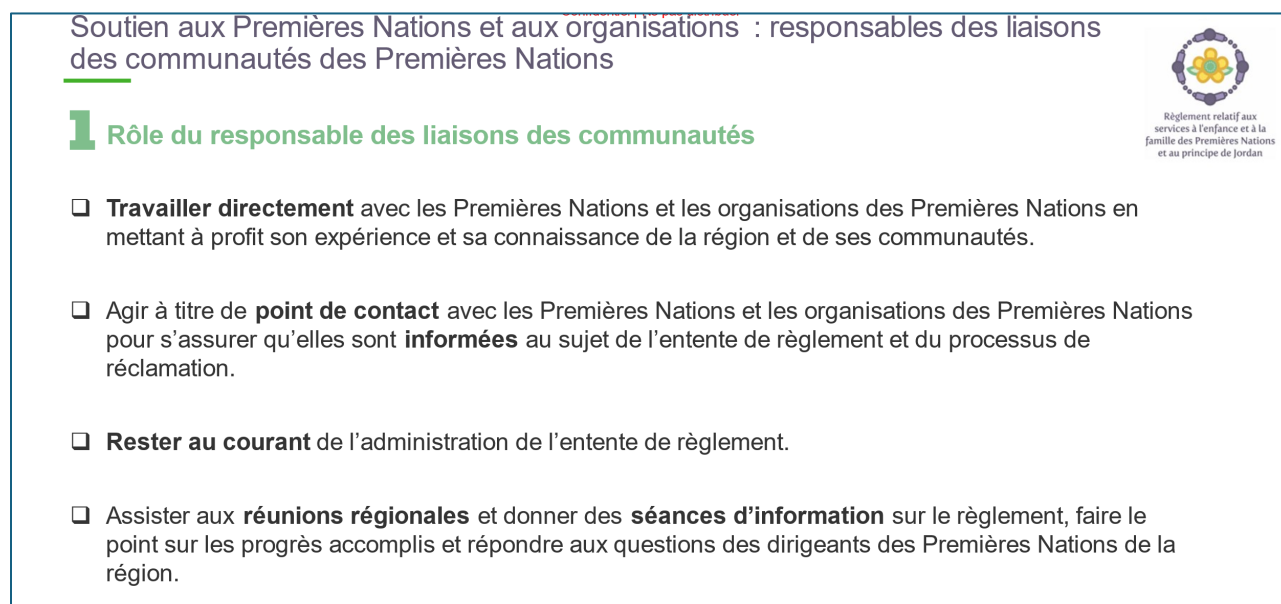 Soutien aux Premières Nations et aux organisations : responsables des liaisons
des communautés des Premières Nations
1 Rôle du responsable des liaisons des communautés
Règlement relatif aux
services à l'enfance et à la
famille des Premières Nations
et au principe de Jordan
❑ Travailler directement avec les Premières Nations et les organisations des Premières Nations en
mettant à profit son expérience et sa connaissance de la région et de ses communautés.
❑ Agir à titre de point de contact avec les Premières Nations et les organisations des Premières Nations
pour s’assurer qu’elles sont informées au sujet de l’entente de règlement et du processus de
réclamation.
❑ Rester au courant de l’administration de l’entente de règlement.
❑ Assister aux réunions régionales et donner des séances d’information sur le règlement, faire le
point sur les progrès accomplis et répondre aux questions des dirigeants des Premières Nations de la
région.